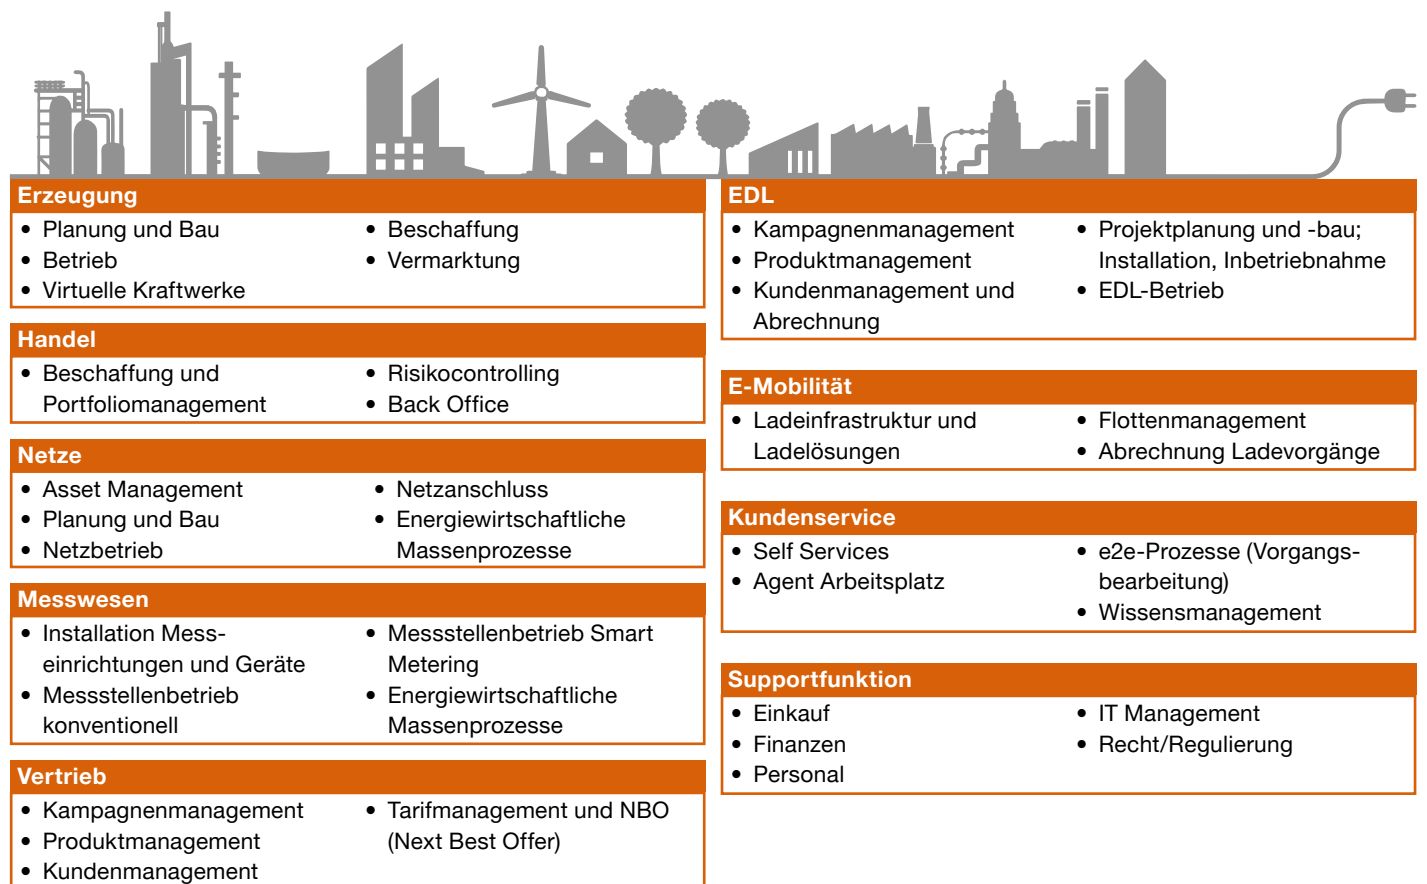 Erzeugung
• Planung und Bau
• Betrieb
• Virtuelle Kraftwerke
• Beschaffung
• Vermarktung
Handel
• Beschaffung und
Portfoliomanagement
• Risikocontrolling
• Back Office
Netze
• Asset Management
• Planung und Bau
• Netzbetrieb
• Netzanschluss
• Energiewirtschaftliche
Massenprozesse
Messwesen
• Installation Mess-
einrichtungen und Geräte
• Messstellenbetrieb
konventionell
• Messstellenbetrieb Smart
Metering
• Energiewirtschaftliche
Massenprozesse
Vertrieb
• Kampagnenmanagement
• Produktmanagement
• Kundenmanagement
• Tarifmanagement und NBO
(Next Best Offer)
EDL
• Kampagnenmanagement
• Produktmanagement
• Kundenmanagement und
Abrechnung
• Projektplanung und -bau;
Installation, Inbetriebnahme
• EDL-Betrieb
E-Mobilität
• Ladeinfrastruktur und
Ladelösungen
• Flottenmanagement
• Abrechnung Ladevorgänge
Kundenservice
• Self Services
• Agent Arbeitsplatz
• e2e-Prozesse (Vorgangs-
bearbeitung)
• Wissensmanagement
Supportfunktion
• Einkauf
• Finanzen
• Personal
• IT Management
• Recht/Regulierung